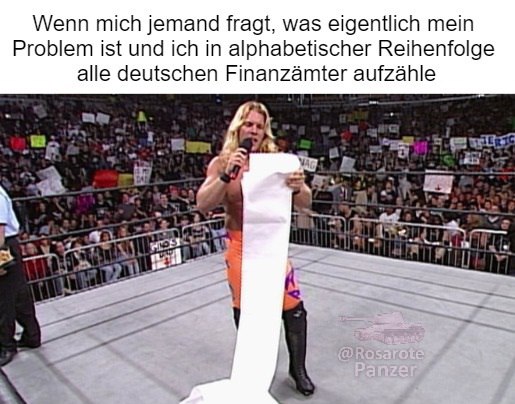 Wenn mich jemand fragt, was eigentlich mein
Problem ist und ich in alphabetischer Reihenfolge
alle deutschen Finanzämter aufzähle
@Rosarote
Panzer